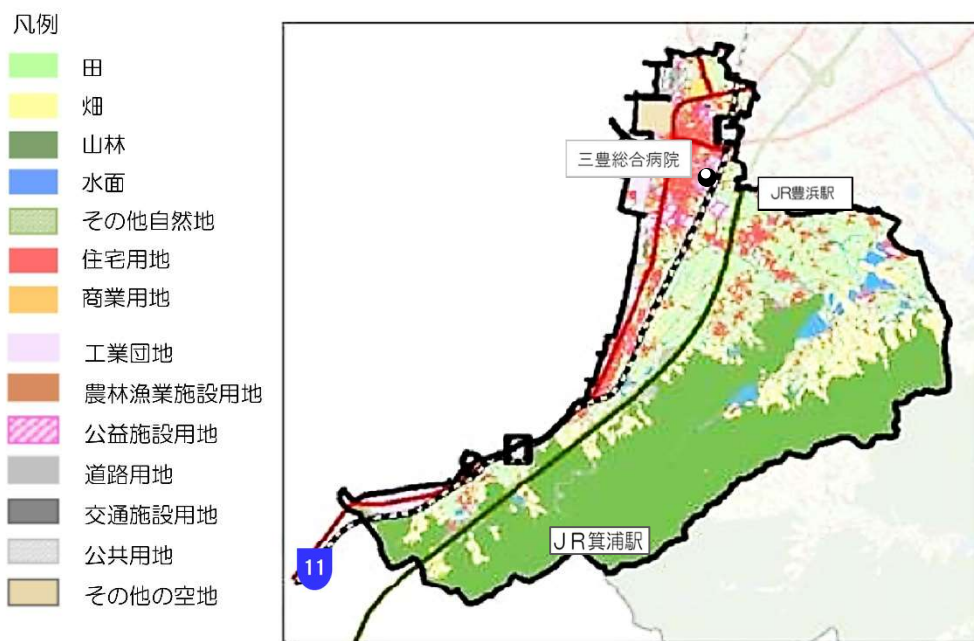 凡例
田
畑
山林
水面
その他自然地
住宅用地
商業用地
工業団地
農林漁業施設用地
公益施設用地
道路用地
交通施設用地
公共用地
その他の空地
三豊総合病院
JR豊浜駅
JR箕浦駅
11